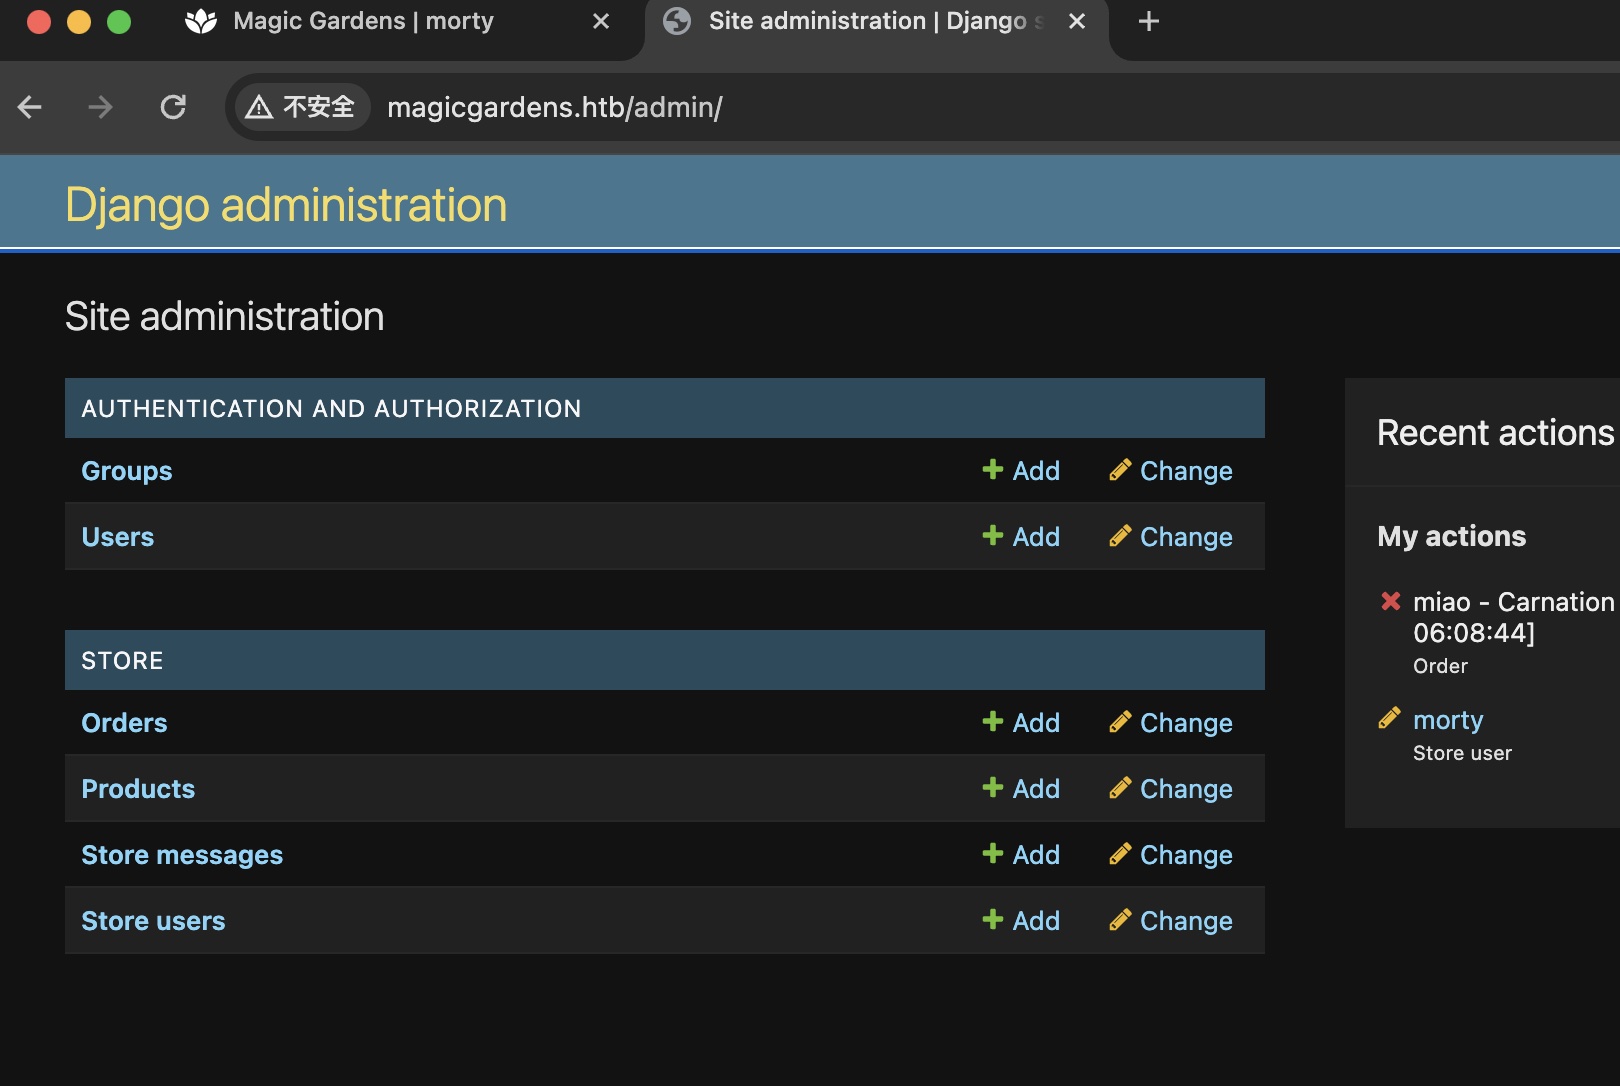 Magic Gardens | morty
Site administration | Django s
不安全 magicgardens.htb/admin/
Django administration
Site administration
AUTHENTICATION AND AUTHORIZATION
Groups Add Change
Users Add Change
STORE
Orders Add Change
Products Add Change
Store messages Add Change
Store users Add Change
Recent actions
My actions
miao - Carnation
06:08:44]
Order
morty
Store user